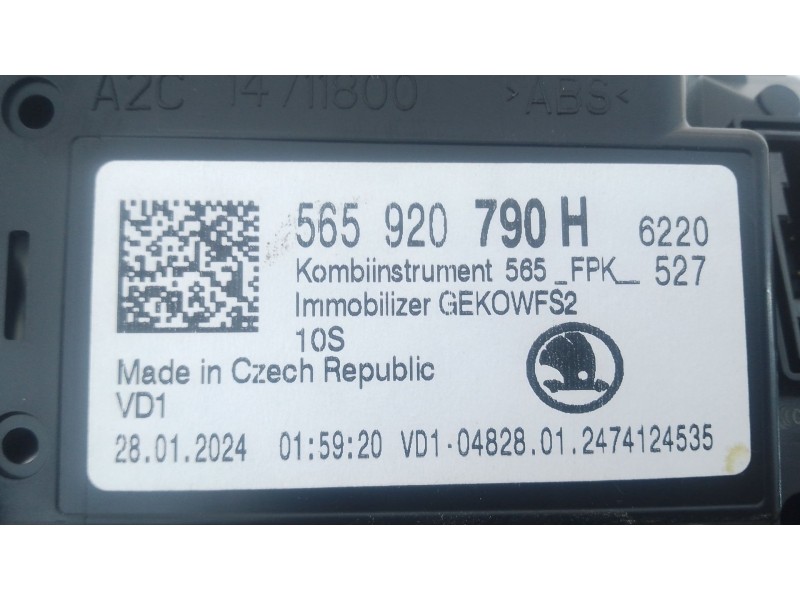 A2C 14711800 >ABS<
565 920 790 H 6220
Kombiinstrument 565_FPK_ 527
Immobilizer GEKOWFS2
10S
Made in Czech Republic
VD1
28.01.2024 01:59:20 VD1-04828.01.2474124535